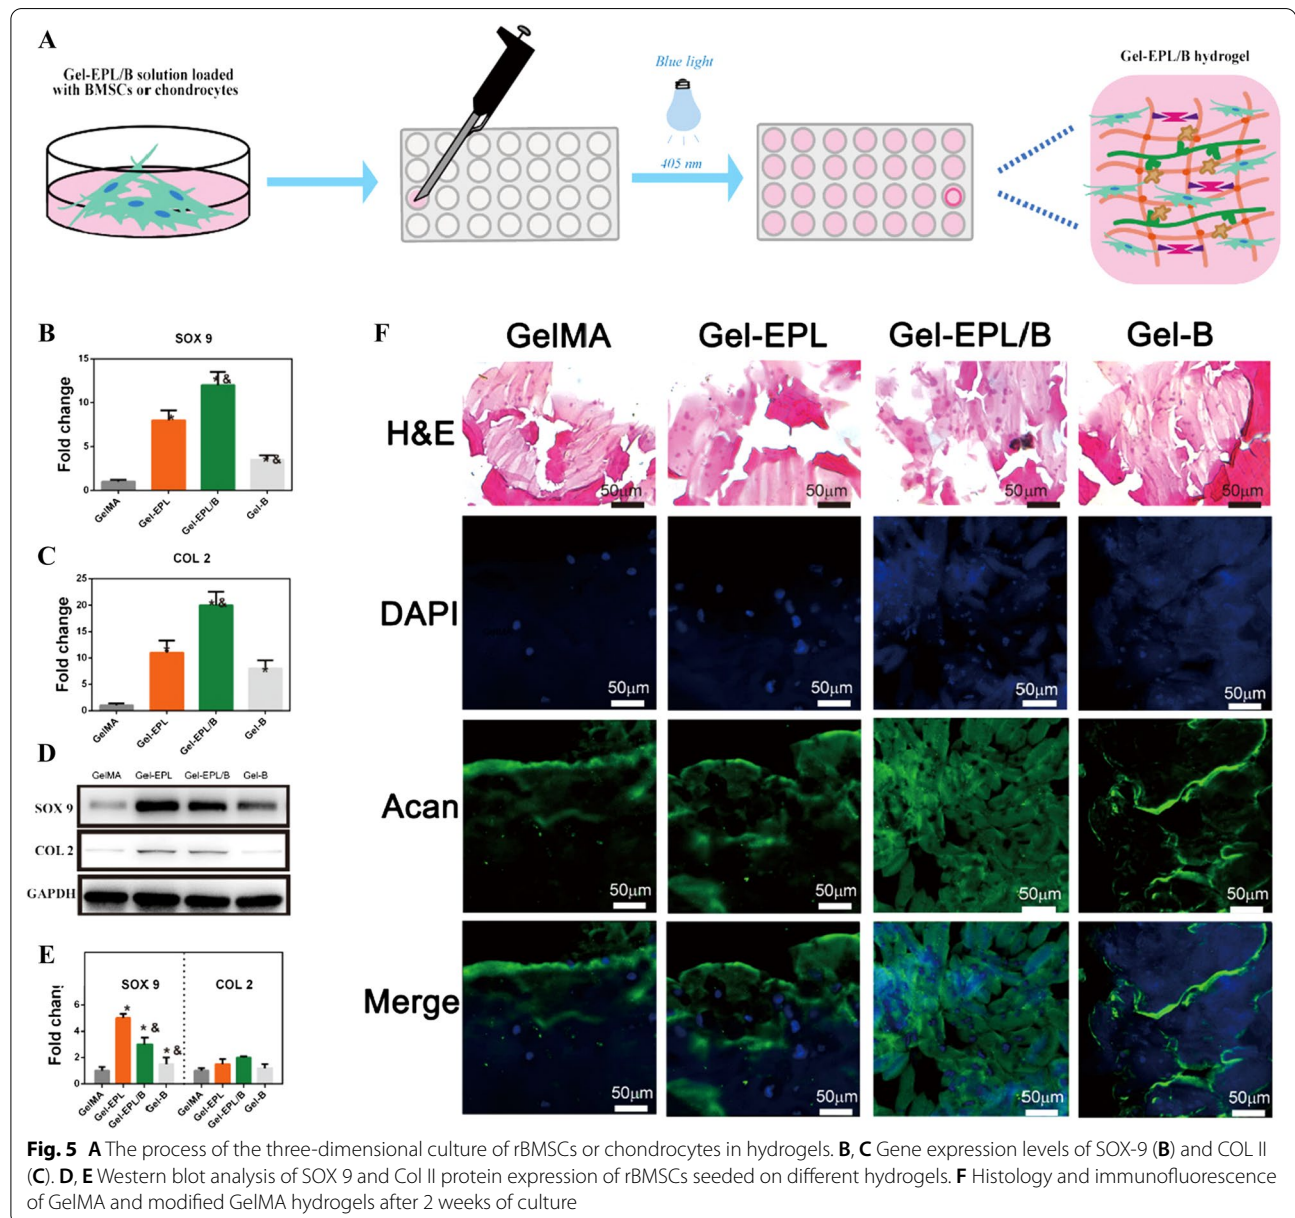 A
Gel-EPL/B solution loaded
with BMSCs or chondrocytes
Blue light
405 nm
Gel-EPL/B hydrogel
B
SOX 9
Fold change
15
10
5
0
* &
*
* &
GelMA
Gel-EPL
Gel-EPL/B
Gel-B
C
COL 2
Fold change
25
20
15
10
5
0
*
* &
*
GelMA
Gel-EPL
Gel-EPL/B
Gel-B
D
GelMA Gel-EPL Gel-EPL/B Gel-B
SOX 9
COL 2
GAPDH
E
SOX 9 COL 2
Fold chang
6
4
2
0
*
* &
* &
GelMA
Gel-EPL
Gel-EPL/B
Gel-B
GelMA
Gel-EPL
Gel-EPL/B
Gel-B
F
GelMA Gel-EPL Gel-EPL/B Gel-B
H&E
50μm 50μm 50μm 50μm
DAPI
50μm 50μm 50μm 50μm
Acan
50μm 50μm 50μm 50μm
Merge
50μm 50μm 50μm 50μm
Fig. 5 A The process of the three-dimensional culture of rBMSCs or chondrocytes in hydrogels. B, C Gene expression levels of SOX-9 (B) and COL II
(C). D, E Western blot analysis of SOX 9 and Col II protein expression of rBMSCs seeded on different hydrogels. F Histology and immunofluorescence
of GelMA and modified GelMA hydrogels after 2 weeks of culture